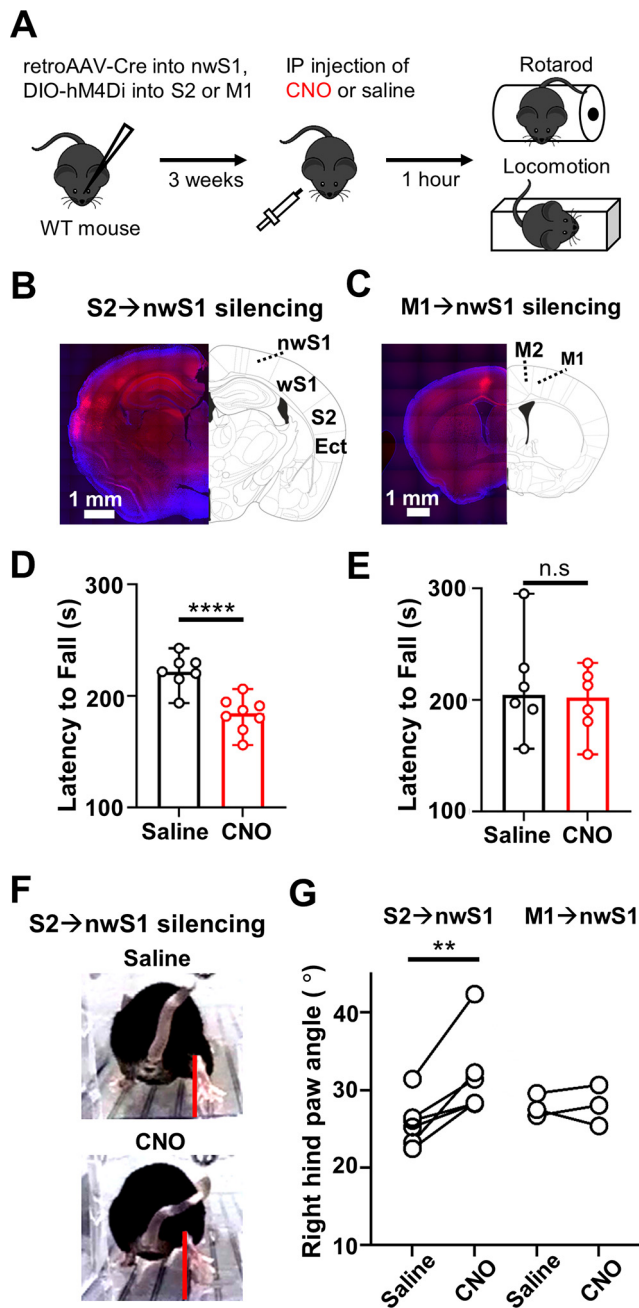 A
retroAAV-Cre into nwS1,
DIO-hM4Di into S2 or M1
IP injection of
CNO or saline
Rotarod
3 weeks
1 hour
Locomotion
WT mouse
B
S2→nwS1 silencing
C
M1→nwS1 silencing
nwS1
wS1
S2
Ect
1 mm
M2
M1
1 mm
D
300
200
100
Latency to Fall (s)
****
Saline
CNO
E
300
200
100
Latency to Fall (s)
n.s
Saline
CNO
F
S2→nwS1 silencing
Saline
CNO
G
S2→nwS1
M1→nwS1
**
Right hind paw angle (°)
40
30
20
10
Saline
CNO
Saline
CNO